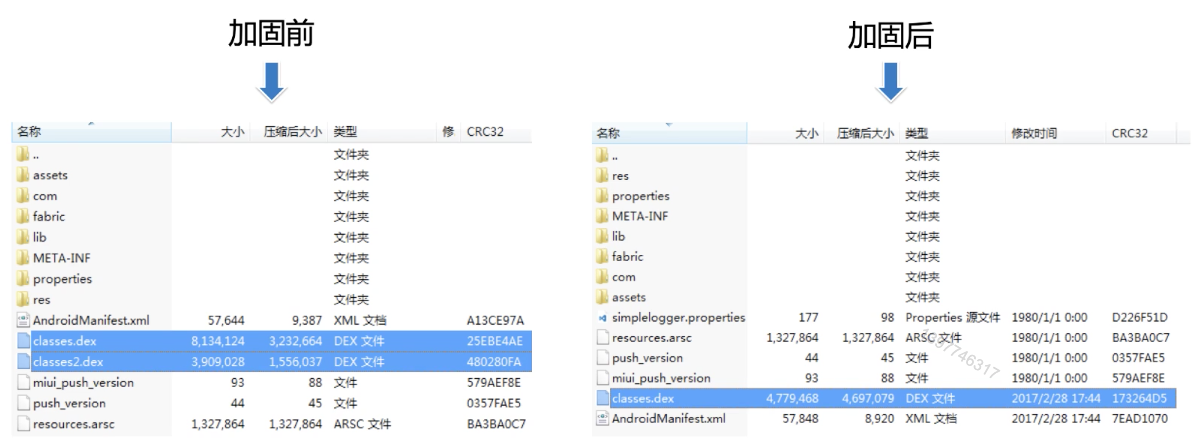 加固前
名称 大小 压缩后大小 类型 修 CRC32
.. 文件夹
assets 文件夹
com 文件夹
fabric 文件夹
lib 文件夹
META-INF 文件夹
properties 文件夹
res 文件夹
AndroidManifest.xml 57,644 9,387 XML 文档 A13CE97A
classes.dex 8,134,124 3,232,664 DEX 文件 25EBE4AE
classes2.dex 3,909,028 1,556,037 DEX 文件 480280FA
miui_push_version 93 88 文件 579AEF8E
push_version 44 45 文件 0357FAE5
resources.arsc 1,327,864 1,327,864 ARSC 文件 BA3BA0C7
加固后
名称 大小 压缩后大小 类型 修改时间 CRC32
.. 文件夹
res 文件夹
properties 文件夹
META-INF 文件夹
lib 文件夹
fabric 文件夹
com 文件夹
assets 文件夹
simplelogger.properties 177 98 Properties 源文件 1980/1/1 0:00 D226F51D
resources.arsc 1,327,864 1,327,864 ARSC 文件 1980/1/1 0:00 BA3BA0C7
push_version 44 45 文件 1980/1/1 0:00 0357FAE5
miui_push_version 93 88 文件 1980/1/1 0:00 579AEF8E
classes.dex 4,779,468 4,697,079 DEX 文件 2017/2/28 17:44 173264D5
AndroidManifest.xml 57,848 8,920 XML 文档 2017/2/28 17:44 7EAD1070